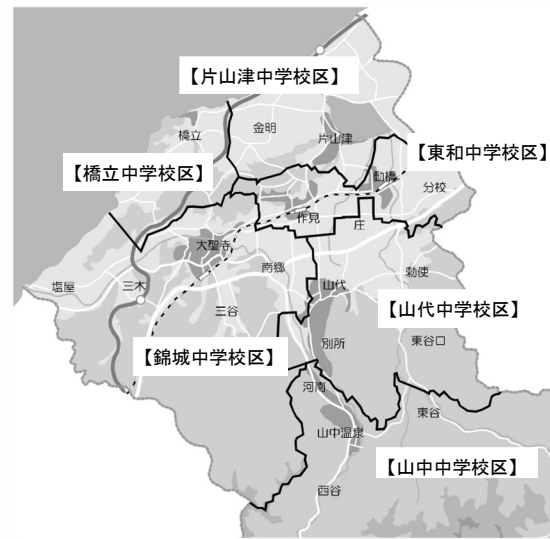 【片山津中学校区】
金明
橋立
片山津
【東和中学校区】
【橋立中学校区】
動橋
分校
作見
庄
大聖寺
南郷
勅使
塩屋
三木
山代
三谷
【山代中学校区】
別所
東谷口
【錦城中学校区】
河南
東谷
山中温泉
【山中中学校区】
西谷